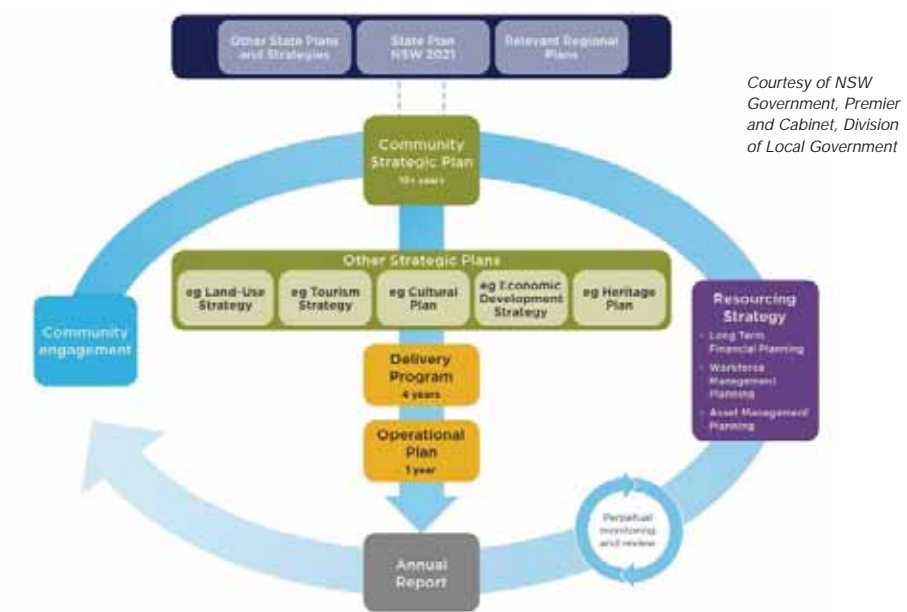 Other State Plans
and Strategies
State Plan
NSW 2021
Relevant Regional
Plans
Courtesy of NSW
Government, Premier
and Cabinet, Division
of Local Government
Community
Strategic Plan
10+ years
Other Strategic Plans
eg Land-Use
Strategy
eg Tourism
Strategy
eg Cultural
Plan
eg Economic
Development
Strategy
eg Heritage
Plan
Community
engagement
Resourcing
Strategy
Long Term
Financial Planning
Workforce
Management
Planning
Asset Management
Planning
Delivery
Program
4 years
Operational
Plan
1 year
Perpetual
monitoring
and review
Annual
Report